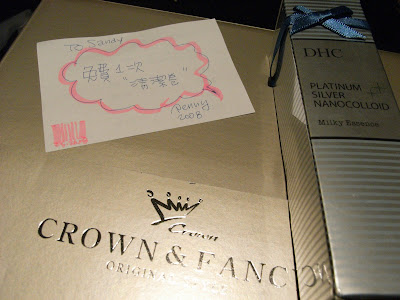 To Sandy
免費1次
"清潔
penny
2008
DHC
PLATINUM
SILVER
NANOCOLLOID
Milky Essence
Crown
CROWN & FANC
ORIGINAL